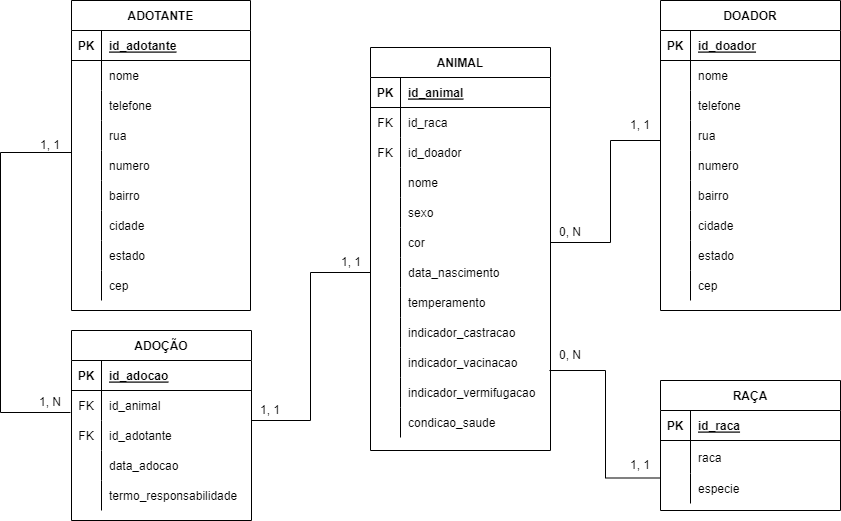 ADOTANTE
PK id_adotante
nome
telefone
rua
numero
bairro
cidade
estado
cep
1, 1
ADOÇÃO
PK id_adocao
FK id_animal
FK id_adotante
data_adocao
termo_responsabilidade
1, N
1, 1
ANIMAL
PK id_animal
FK id_raca
FK id_doador
nome
sexo
cor
data_nascimento
temperamento
indicador_castracao
indicador_vacinacao
indicador_vermifugacao
condicao_saude
1, 1
0, N
0, N
DOADOR
PK id_doador
nome
telefone
rua
numero
bairro
cidade
estado
cep
1, 1
RAÇA
PK id_raca
raca
especie
1, 1